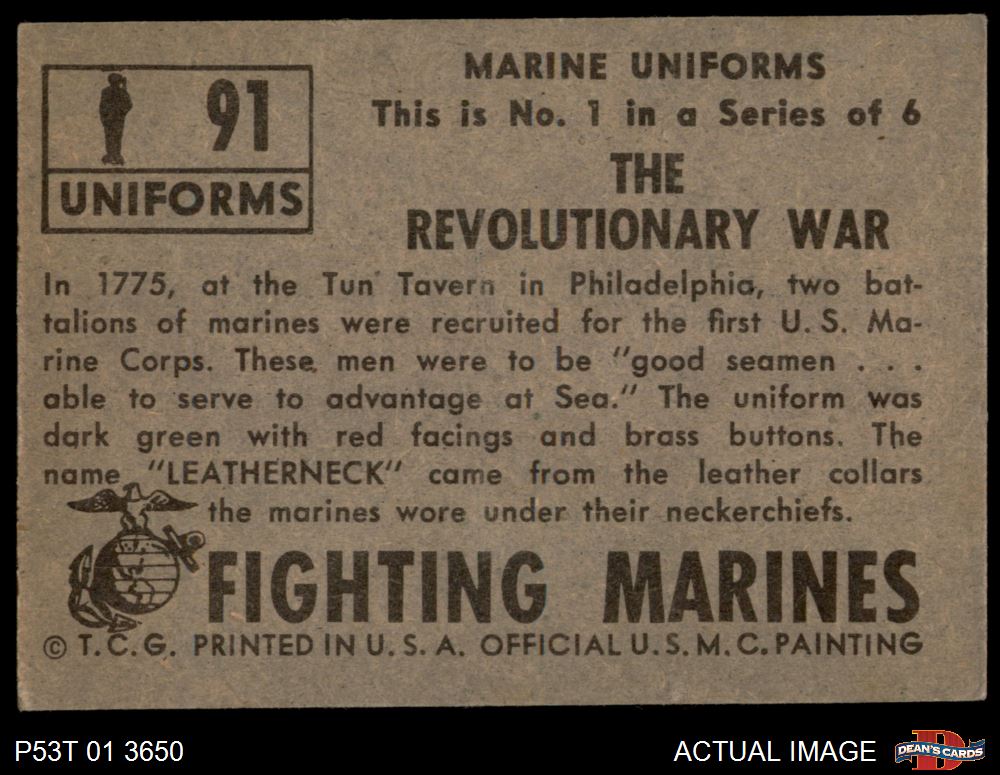 91
UNIFORMS
MARINE UNIFORMS
This is No. 1 in a Series of 6
THE
REVOLUTIONARY WAR
In 1775, at the Tun Tavern in Philadelphia, two bat-
talions of marines were recruited for the first U. S. Ma-
rine Corps. These men were to be "good seamen . . .
able to serve to advantage at Sea." The uniform was
dark green with red facings and brass buttons. The
name "LEATHERNECK" came from the leather collars
the marines wore under their neckerchiefs.
FIGHTING MARINES
© T. C. G. PRINTED IN U. S. A. OFFICIAL U. S. M. C. PAINTING
P53T 01 3650
ACTUAL IMAGE
DEAN'S CARDS